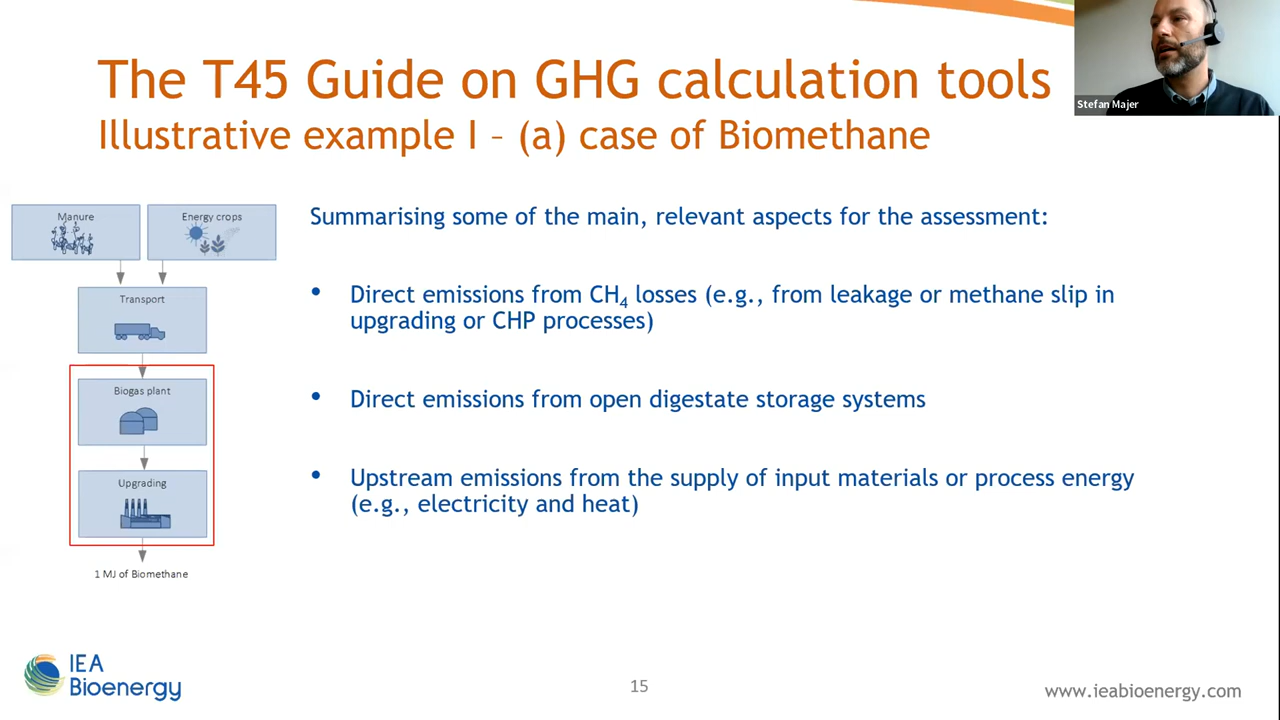 The T45 Guide on GHG calculation tools
Illustrative example I – (a) case of Biomethane
Stefan Majer
Manure
Energy crops
Transport
Biogas plant
Upgrading
1 MJ of Biomethane
Summarising some of the main, relevant aspects for the assessment:
• Direct emissions from CH₄ losses (e.g., from leakage or methane slip in
upgrading or CHP processes)
• Direct emissions from open digestate storage systems
• Upstream emissions from the supply of input materials or process energy
(e.g., electricity and heat)
IEA
Bioenergy
15
www.ieabioenergy.com